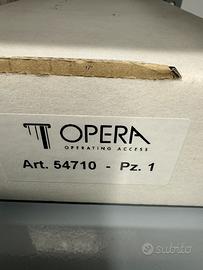 OPERA
OPERATING ACCESS
Art. 54710 - Pz. 1
subito